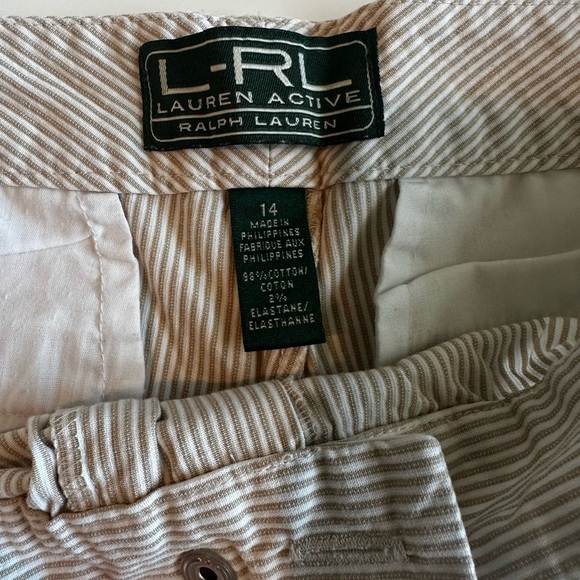 L-RL
LAUREN ACTIVE
RALPH LAUREN
14
MADE IN
PHILIPPINES
FABRIQUE AUX
PHILIPPINES
98% COTTON/
COTON
2%
ELASTANE/
ELASTHANNE